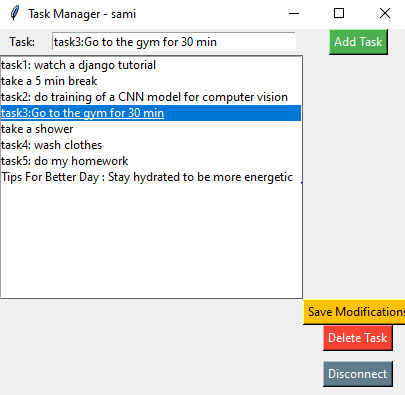 Task Manager - sami
Task: task3:Go to the gym for 30 min Add Task
task1: watch a django tutorial
take a 5 min break
task2: do training of a CNN model for computer vision
task3:Go to the gym for 30 min
take a shower
task4: wash clothes
task5: do my homework
Tips For Better Day : Stay hydrated to be more energetic
Save Modifications
Delete Task
Disconnect